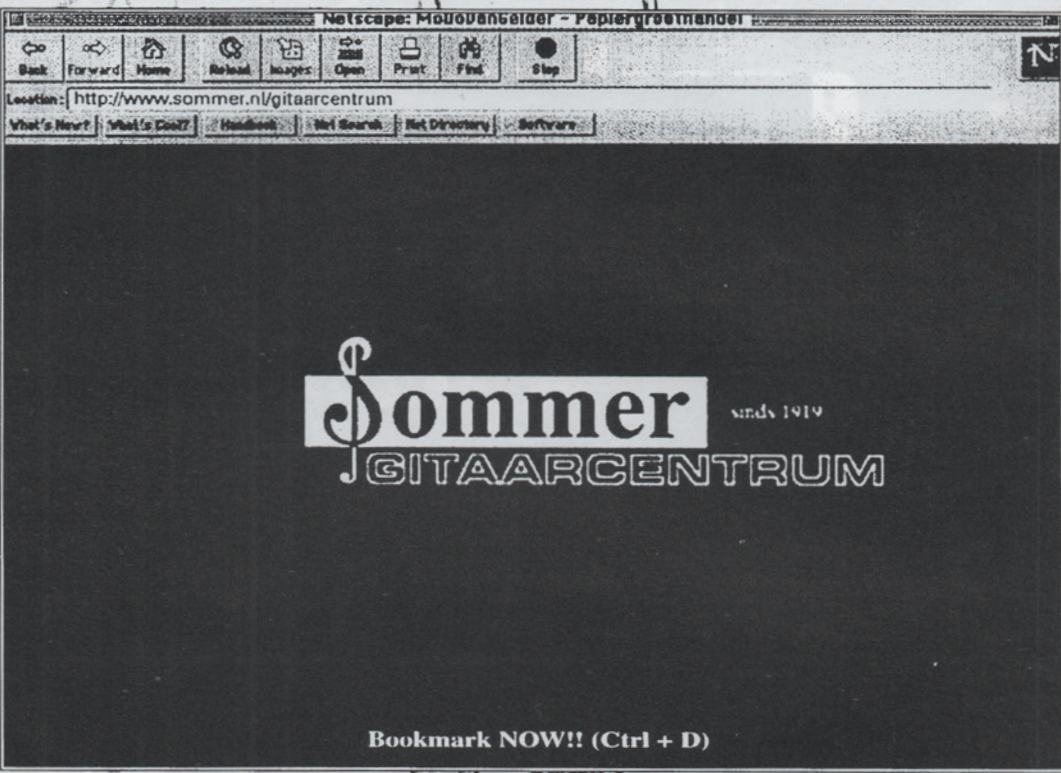 Netscape: MoDoVanGelder - Papiergroothandel
Back Forward Home Reload Images Open Print Find Stop
N
Location: http://www.sommer.nl/gitaarcentrum
What's New? What's Cool? Handbook Net Search Net Directory Software
Sommer sinds 1919
GITAARCENTRUM
Bookmark NOW!! (Ctrl + D)